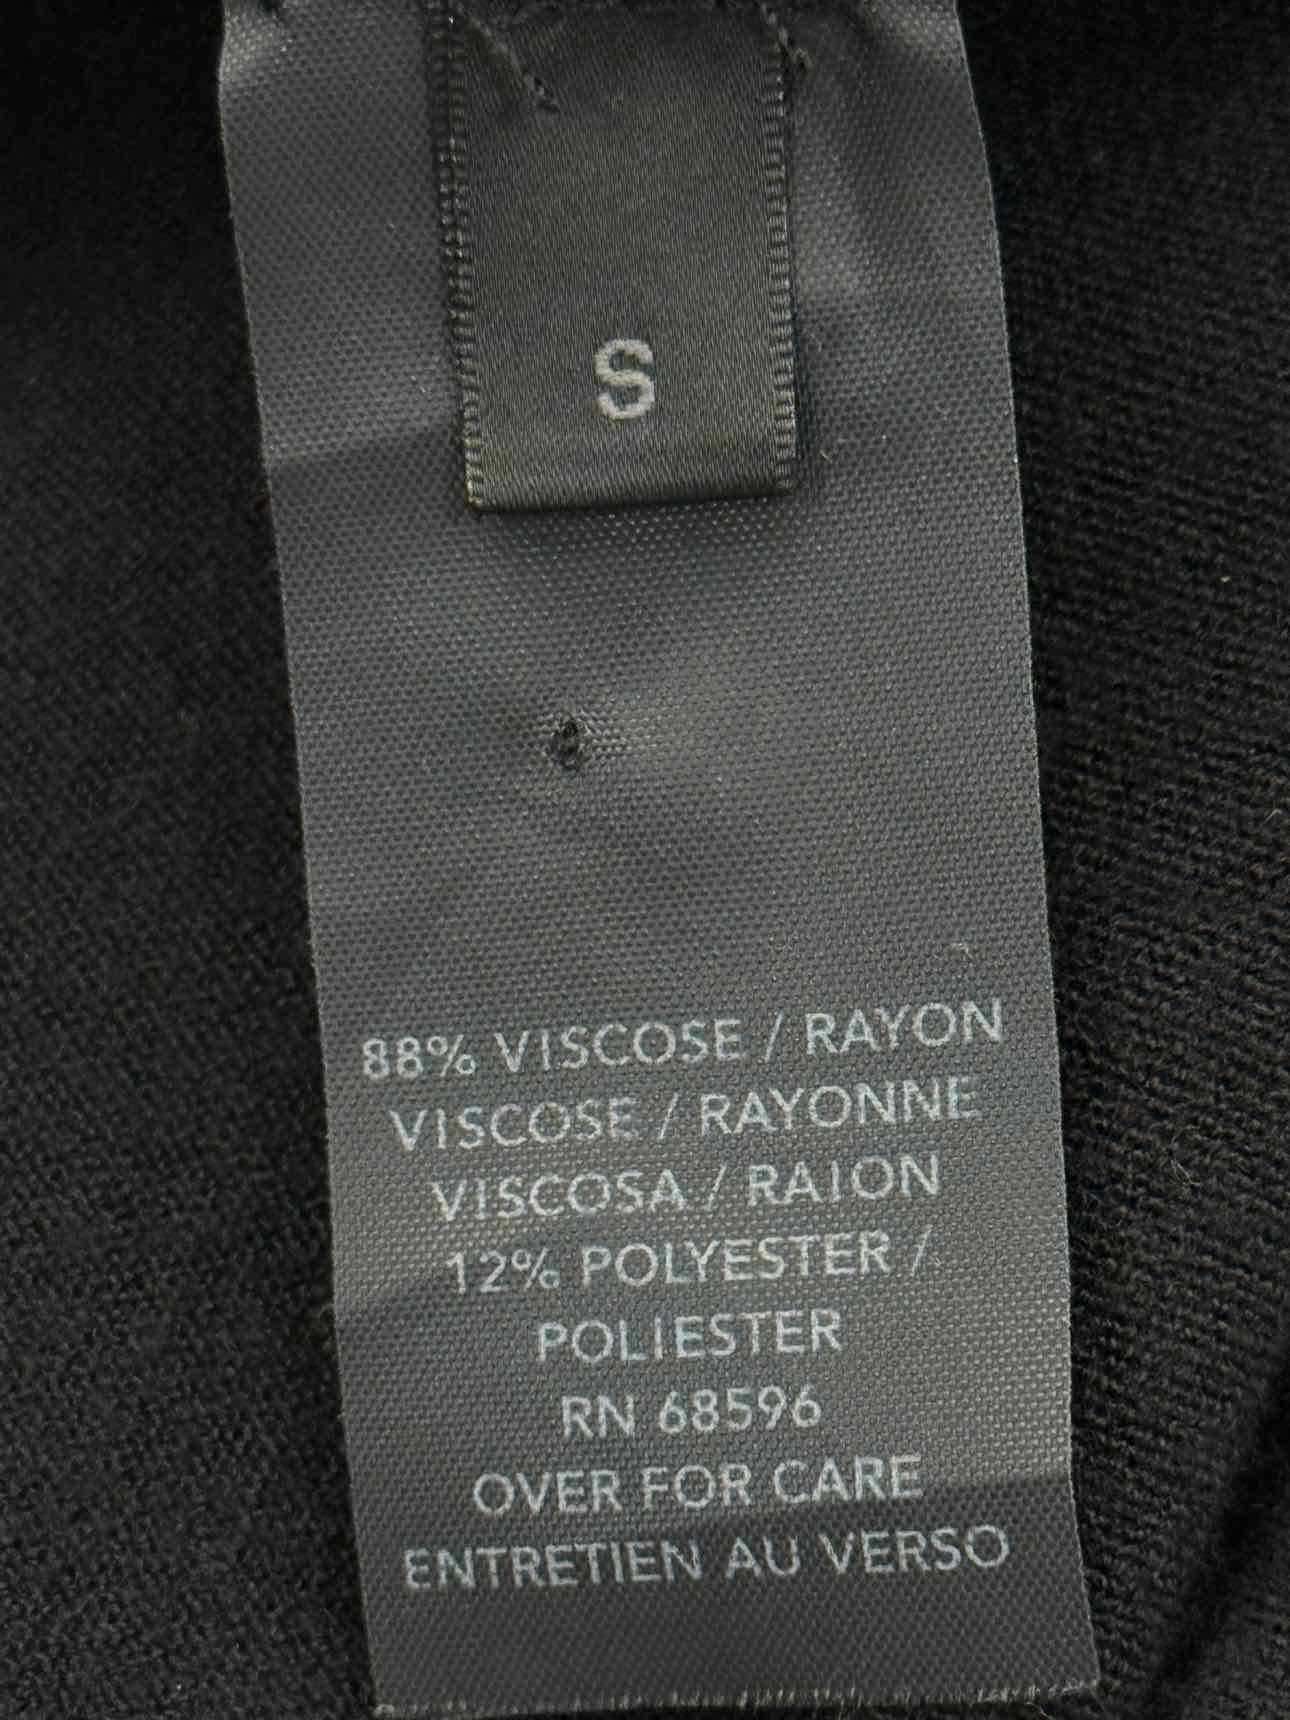 S
88% VISCOSE / RAYON
VISCOSE / RAYONNE
VISCOSA / RAION
12% POLYESTER /
POLIESTER
RN 68596
OVER FOR CARE
ENTRETIEN AU VERSO